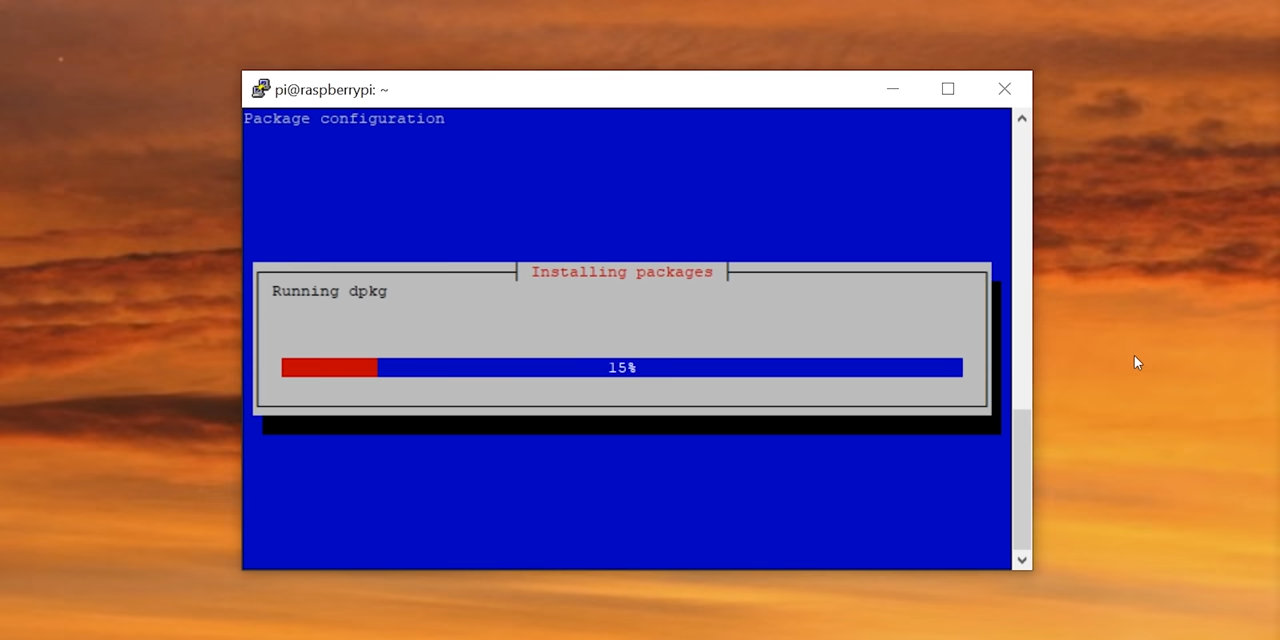 pi@raspberrypi: ~
Package configuration
Installing packages
Running dpkg
15%